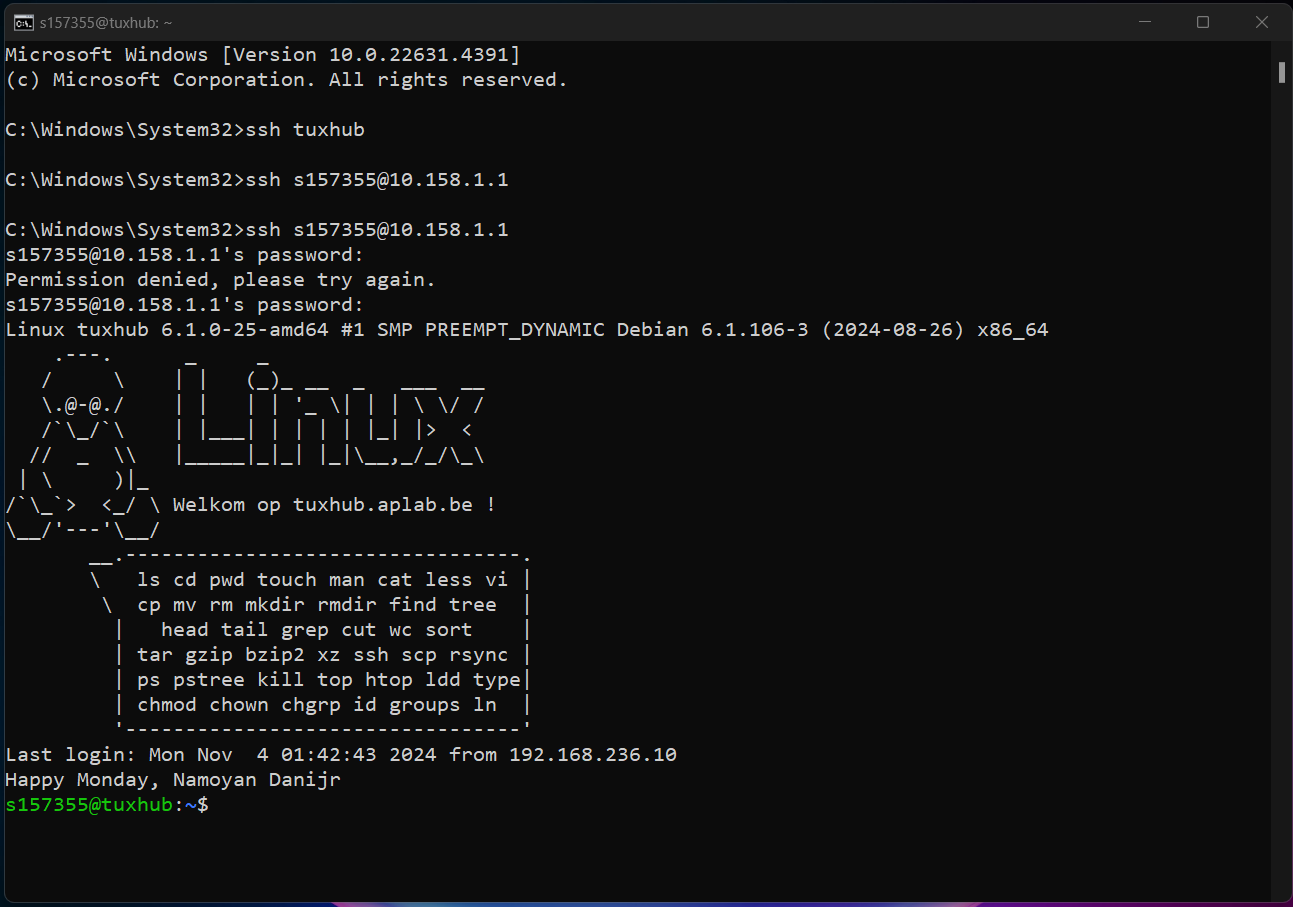 s157355@tuxhub: ~
Microsoft Windows [Version 10.0.22631.4391]
(c) Microsoft Corporation. All rights reserved.
C:\Windows\System32>ssh tuxhub
C:\Windows\System32>ssh s157355@10.158.1.1
C:\Windows\System32>ssh s157355@10.158.1.1
s157355@10.158.1.1's password:
Permission denied, please try again.
s157355@10.158.1.1's password:
Linux tuxhub 6.1.0-25-amd64 #1 SMP PREEMPT_DYNAMIC Debian 6.1.106-3 (2024-08-26) x86_64
Linux
Welkom op tuxhub.aplab.be !
ls cd pwd touch man cat less vi
cp mv rm mkdir rmdir find tree
head tail grep cut wc sort
tar gzip bzip2 xz ssh scp rsync
ps pstree kill top htop ldd type
chmod chown chgrp id groups ln
Last login: Mon Nov  4 01:42:43 2024 from 192.168.236.10
Happy Monday, Namoyan Danijr
s157355@tuxhub:~$